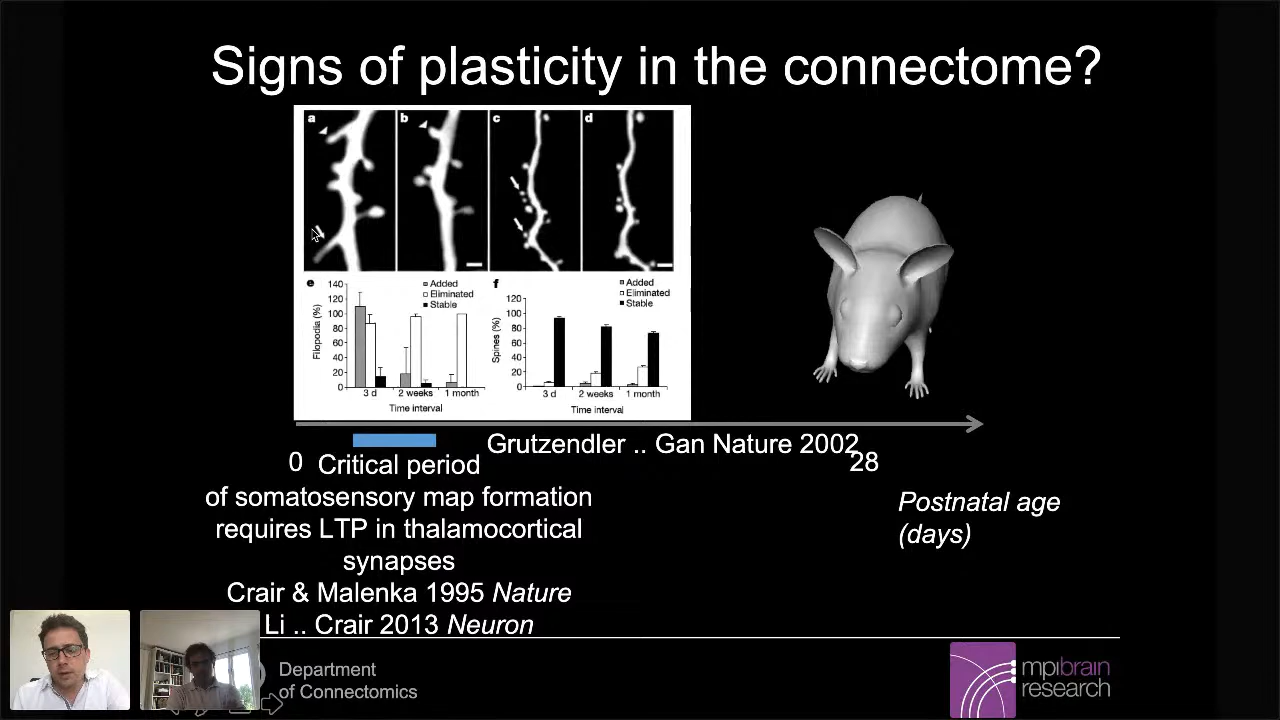 Signs of plasticity in the connectome?
a b c d
e
140
120
100
80
60
40
20
0
Filopodia (%)
Added
Eliminated
Stable
3 d 2 weeks 1 month
Time interval
f
120
100
80
60
40
20
0
Spines (%)
Added
Eliminated
Stable
3 d 2 weeks 1 month
Time interval
Grutzendler .. Gan Nature 2002
0
28
Critical period
of somatosensory map formation
requires LTP in thalamocortical
synapses
Crair & Malenka 1995 Nature
Li .. Crair 2013 Neuron
Postnatal age
(days)
Department
of Connectomics
mpibrain
research